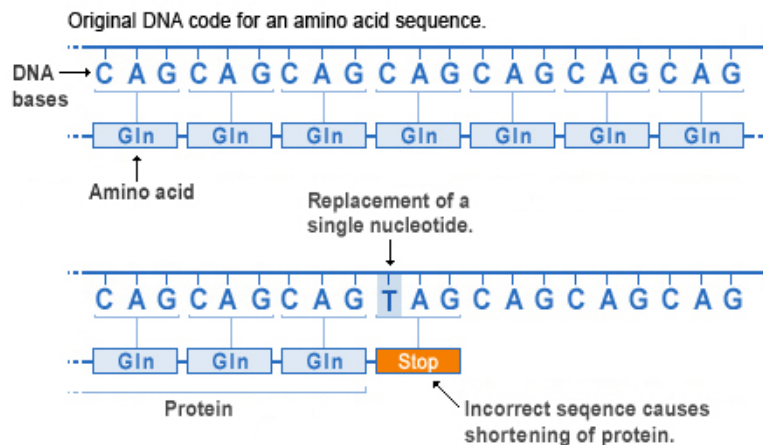 Original DNA code for an amino acid sequence.
DNA bases
C A G C A G C A G C A G C A G C A G C A G
Gln Gln Gln Gln Gln Gln Gln
Amino acid
Replacement of a
single nucleotide.
C A G C A G C A G T A G C A G C A G C A G
Gln Gln Gln Stop
Protein
Incorrect seqence causes
shortening of protein.